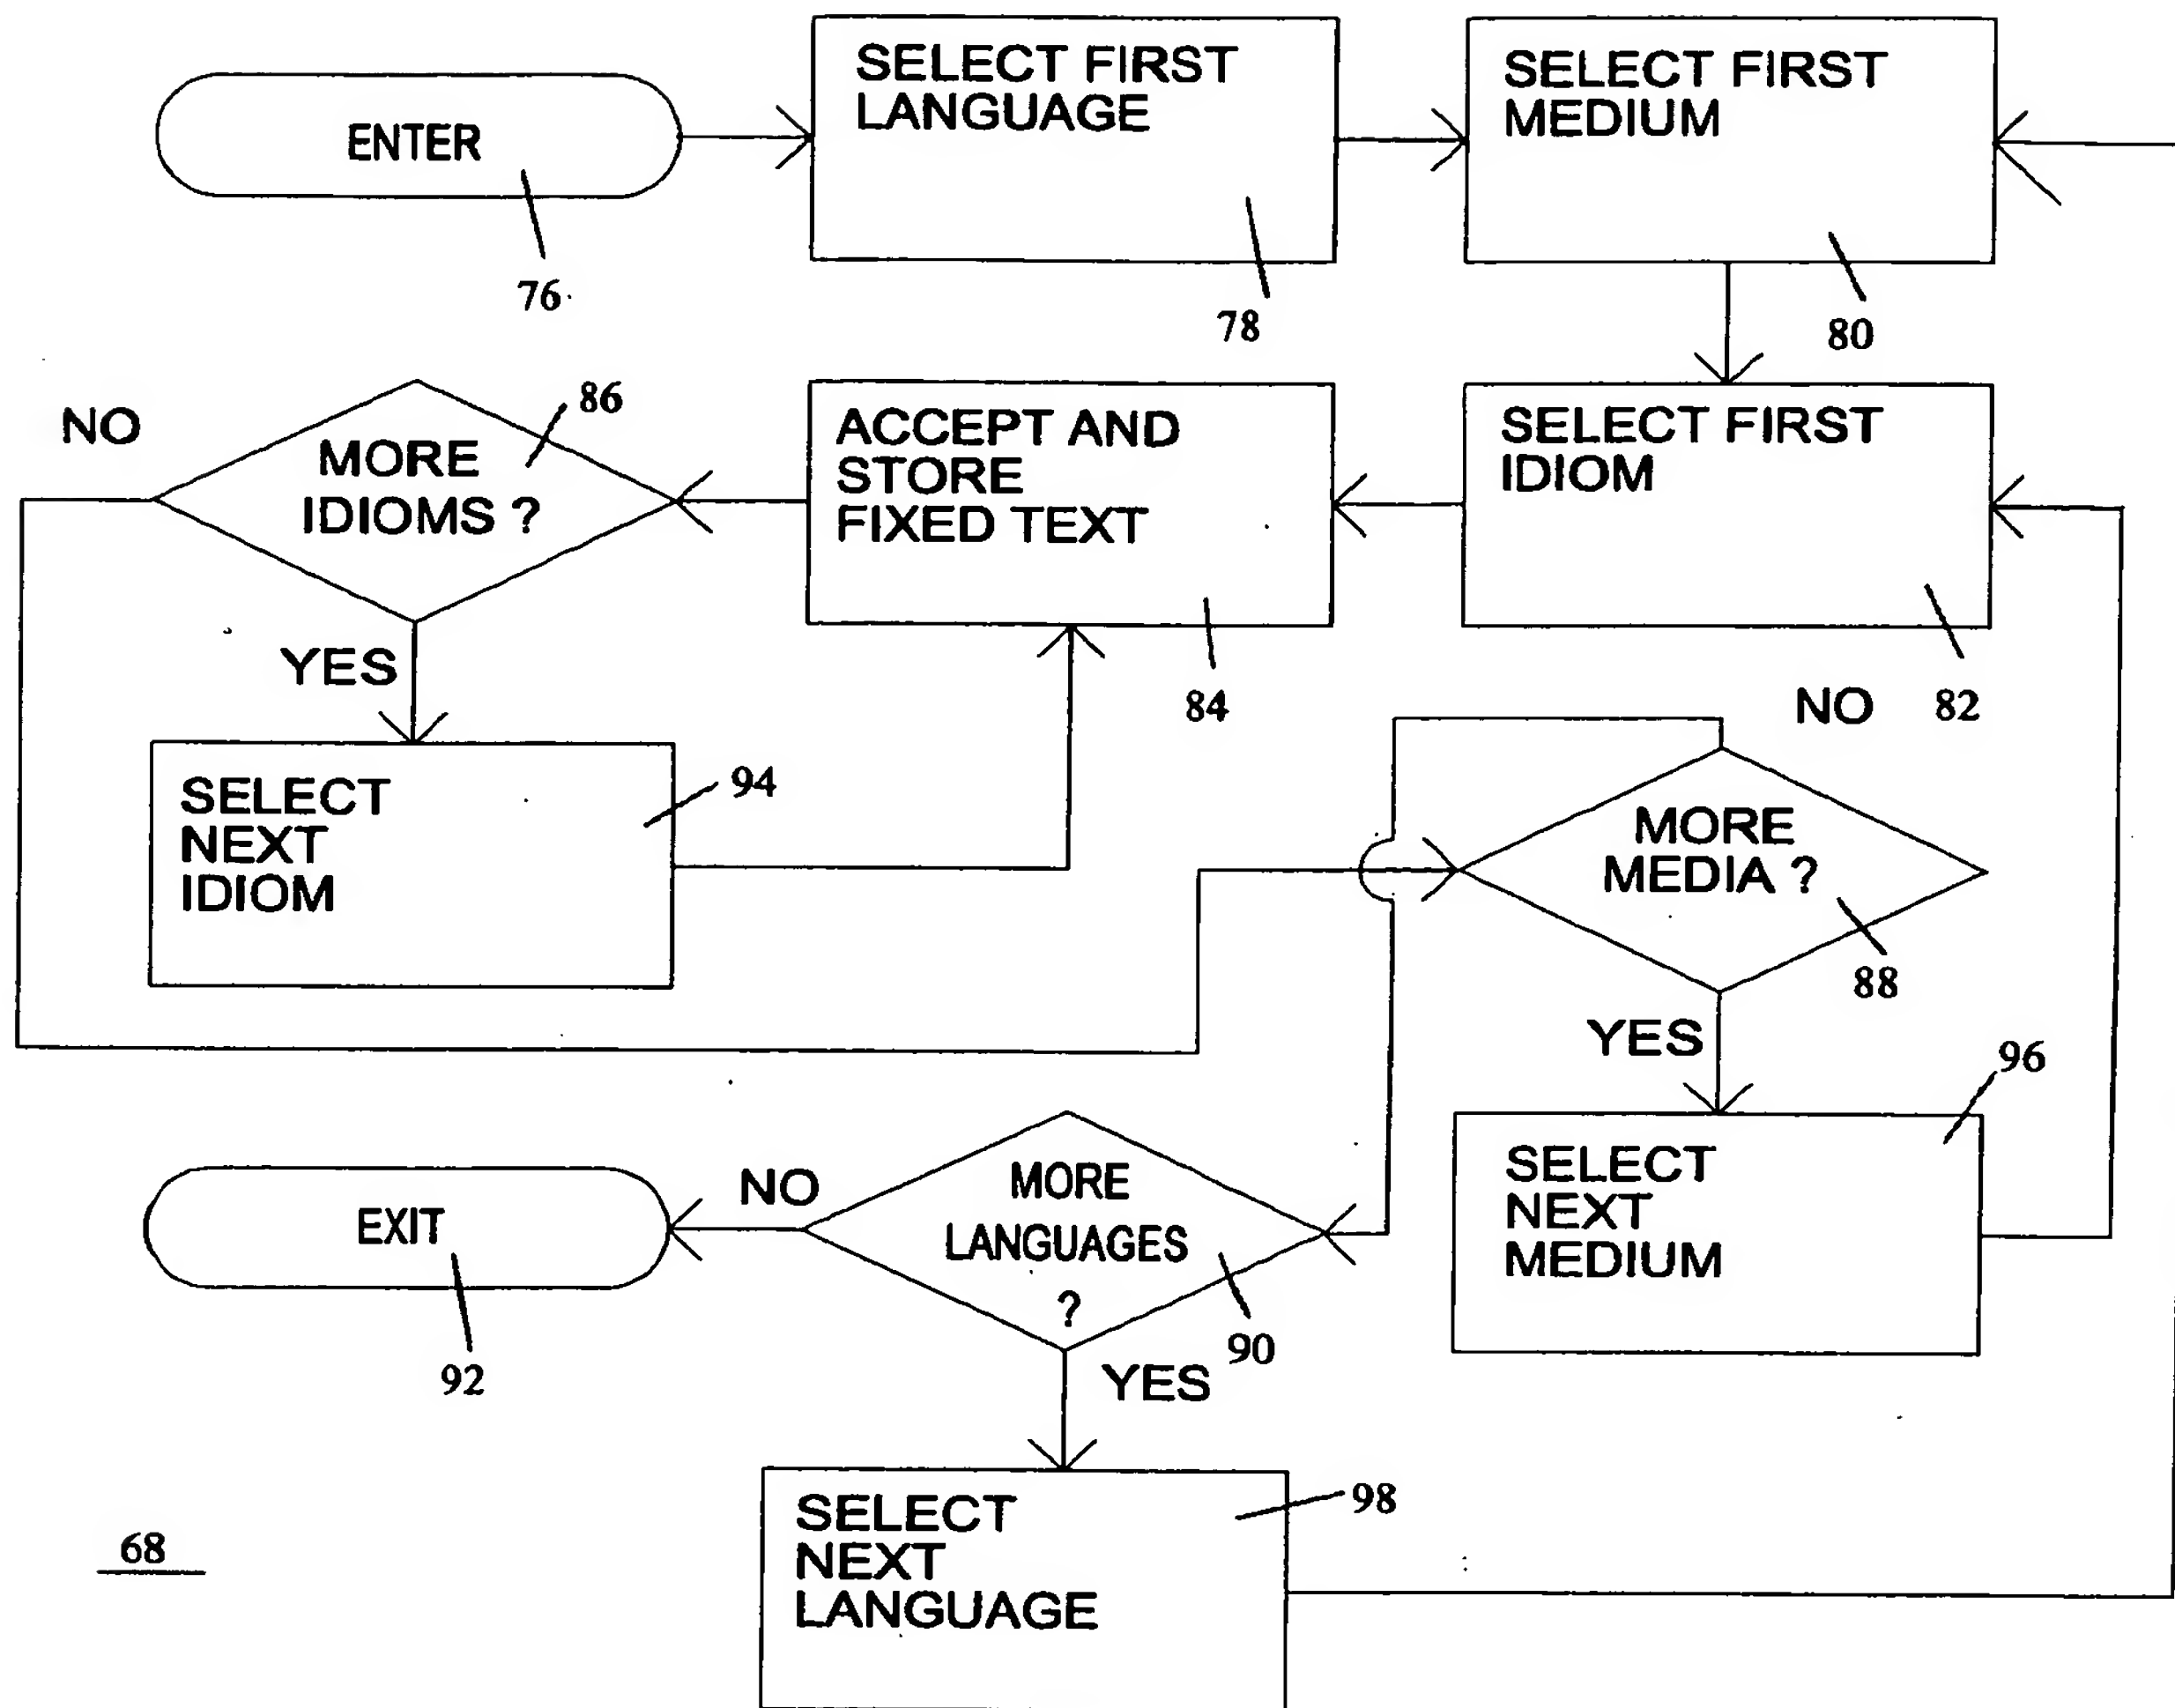 ENTER
76
SELECT FIRST
LANGUAGE
78
SELECT FIRST
MEDIUM
80
NO
MORE
IDIOMS ?
86
YES
ACCEPT AND
STORE
FIXED TEXT
84
SELECT FIRST
IDIOM
82
SELECT
NEXT
IDIOM
94
NO
MORE
MEDIA ?
88
YES
EXIT
92
NO
MORE
LANGUAGES
?
90
YES
SELECT
NEXT
MEDIUM
96
SELECT
NEXT
LANGUAGE
98
68